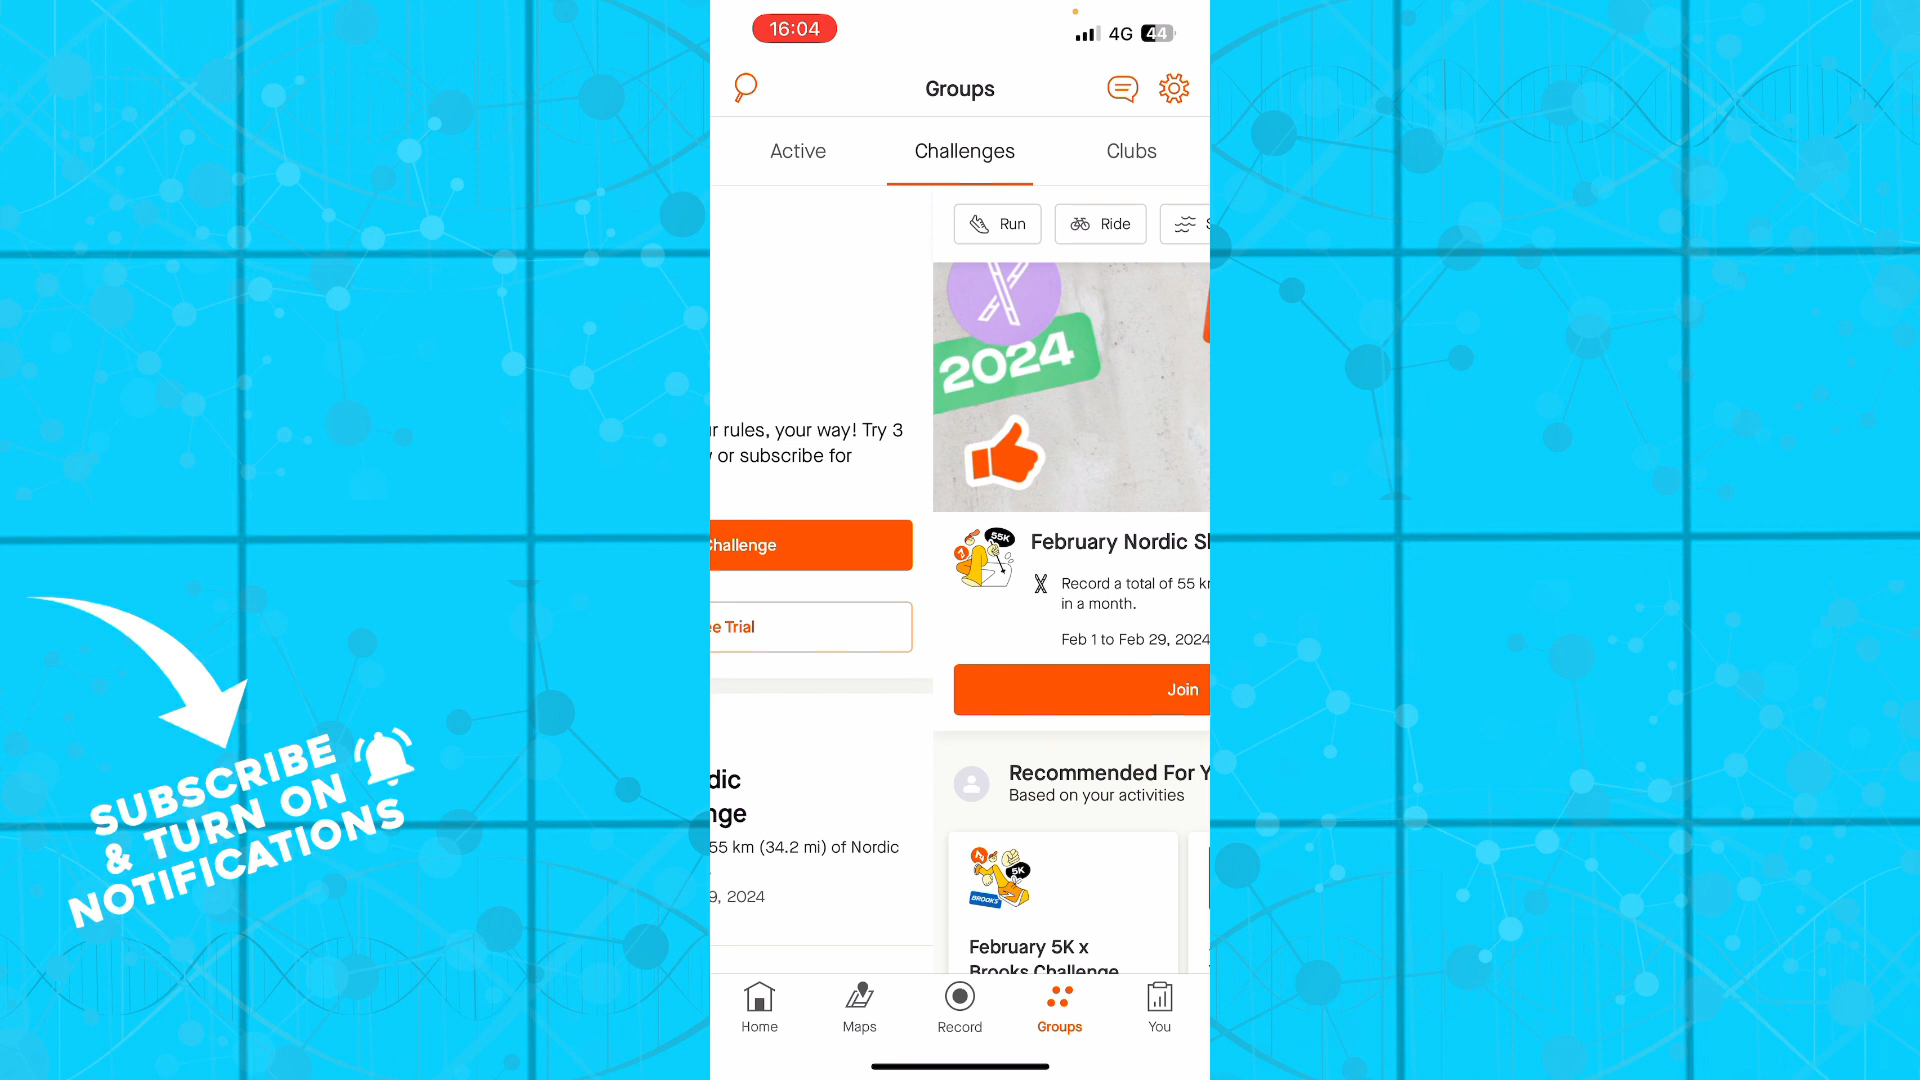 16:04
4G 44
Groups
Active
Challenges
Clubs
Run
Ride
2024
r rules, your way! Try 3
or subscribe for
Challenge
ee Trial
55K
February Nordic S
Record a total of 55 k
in a month.
Feb 1 to Feb 29, 2024
Join
dic
nge
55 km (34.2 mi) of Nordic
9, 2024
Recommended For Y
Based on your activities
5K
BROOKS
February 5K x
Brooks Challenge
Home
Maps
Record
Groups
You
SUBSCRIBE
& TURN ON
NOTIFICATIONS